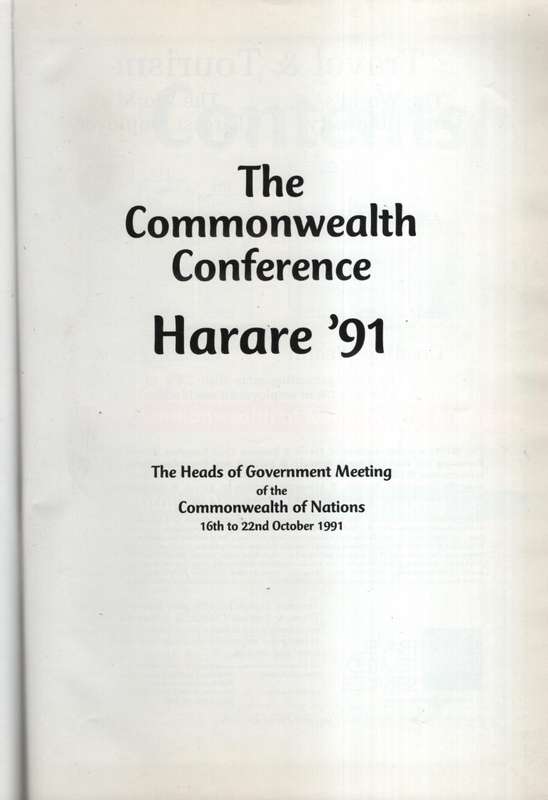 The
Commonwealth
Conference
Harare ’91
The Heads of Government Meeting
of the
Commonwealth of Nations
16th to 22nd October 1991